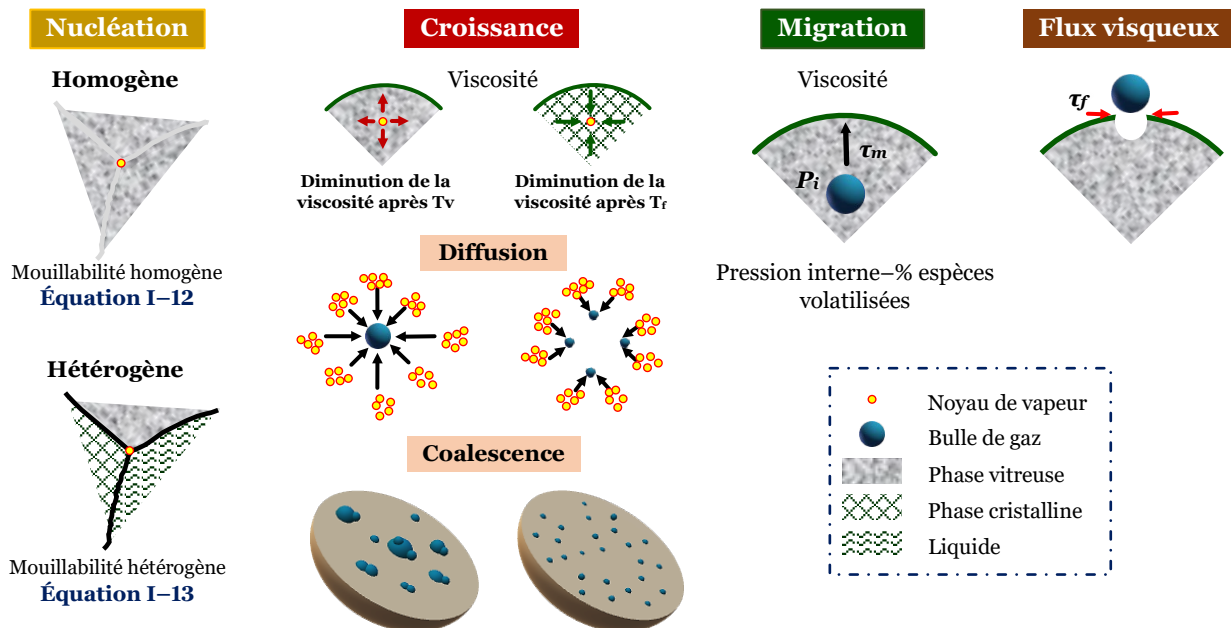 Nucléation
Homogène
Mouillabilité homogène
Équation I–12
Hétérogène
Mouillabilité hétérogène
Équation I–13
Croissance
Viscosité
Diminution de la
viscosité après Tv
Diminution de la
viscosité après Tf
Diffusion
Coalescence
Migration
Viscosité
τm
Pi
Pression interne–% espèces
volatilisées
Flux visqueux
τf
Noyau de vapeur
Bulle de gaz
Phase vitreuse
Phase cristalline
Liquide